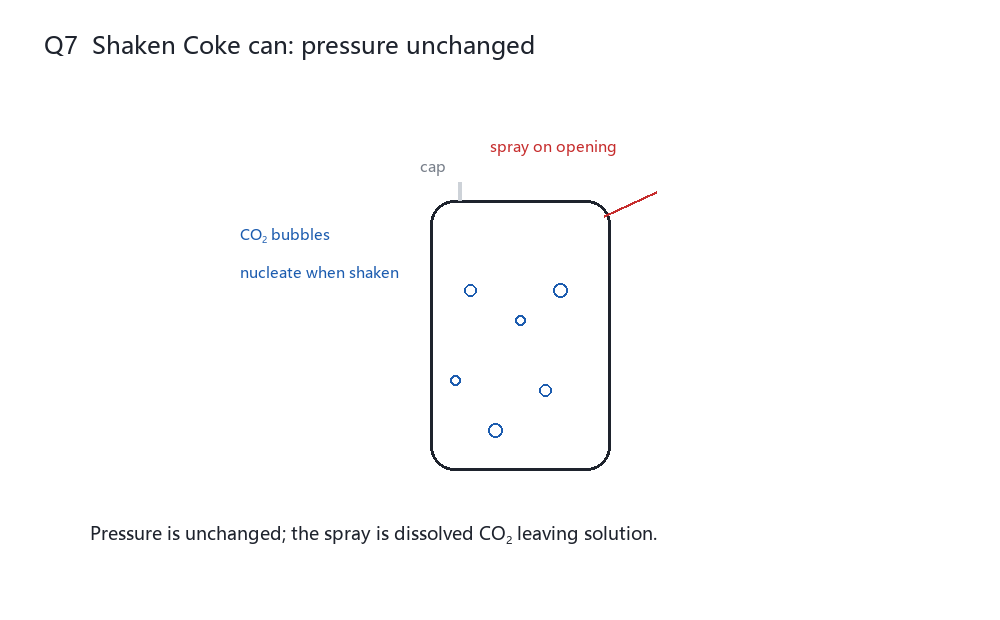 Q7 Shaken Coke can: pressure unchanged
spray on opening
cap
CO₂ bubbles
nucleate when shaken
Pressure is unchanged; the spray is dissolved CO₂ leaving solution.